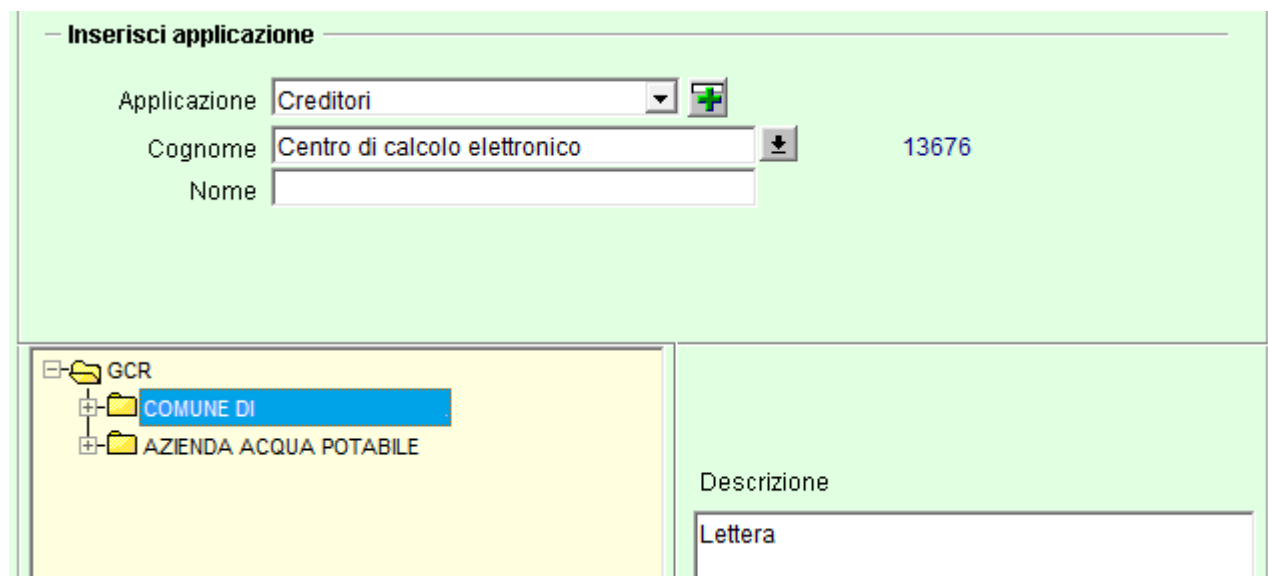 Inserisci applicazione
Applicazione Creditori
Cognome Centro di calcolo elettronico 13676
Nome
GCR
COMUNE DI
AZIENDA ACQUA POTABILE
Descrizione
Lettera